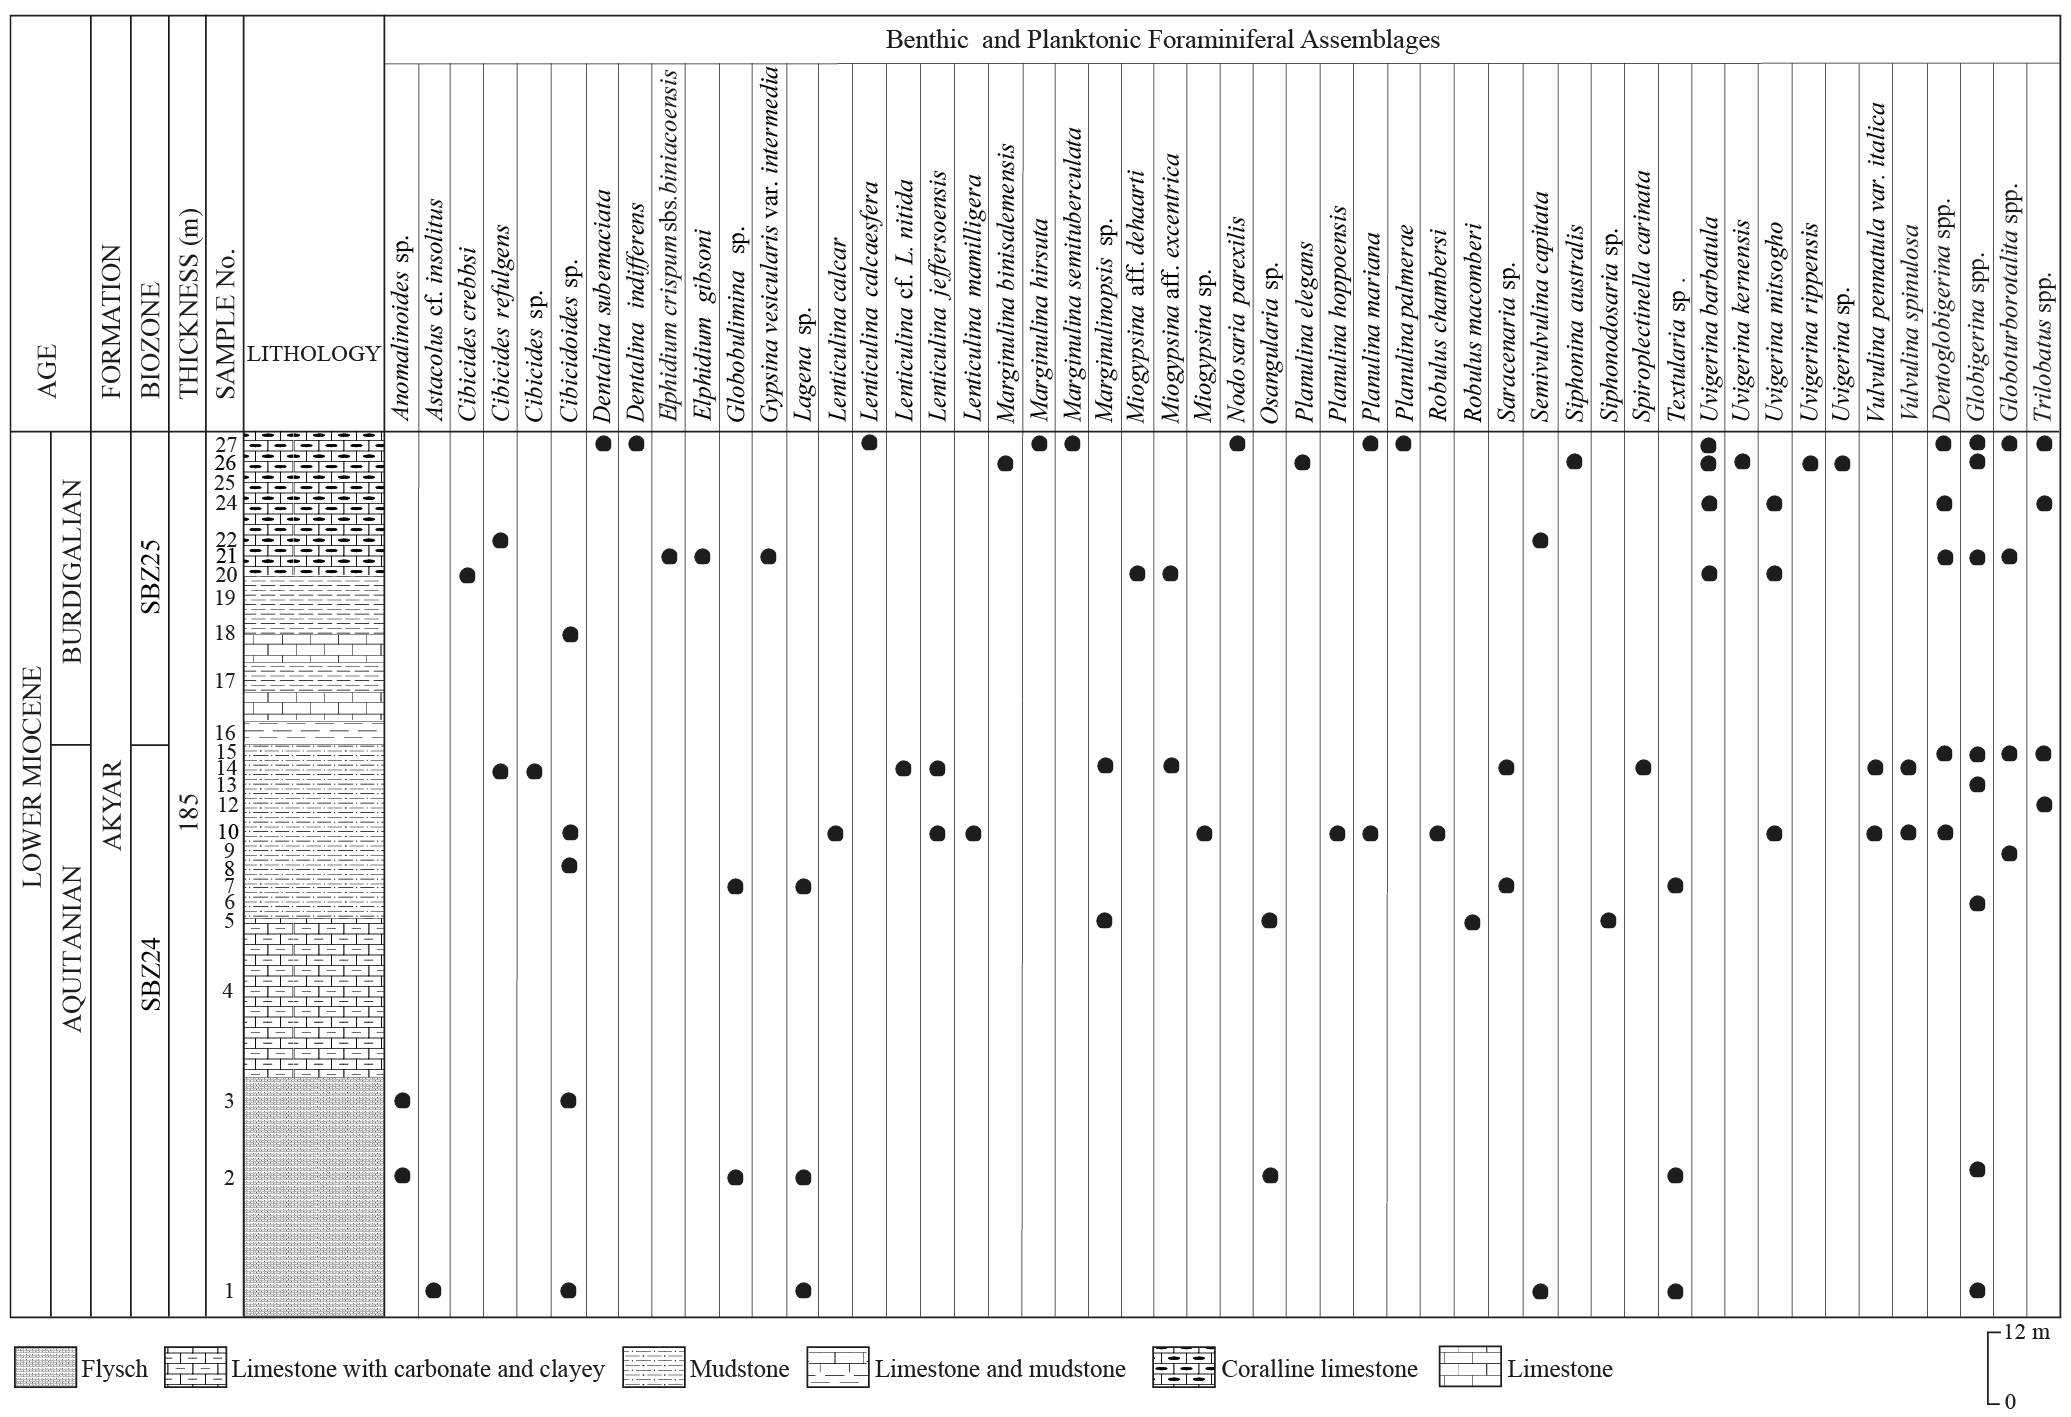 Benthic and Planktonic Foraminiferal Assemblages
AGE
FORMATION
BIOZONE
THICKNESS (m)
SAMPLE No.
LITHOLOGY
Anomalinoides sp.
Astacolus cf. insolitus
Cibicides crebbsi
Cibicides refulgens
Cibicides sp.
Cibicidoides sp.
Dentalina subemaciata
Dentalina indifferens
Elphidium crispum sbs. biniacoensis
Elphidium gibsoni
Globobulimina sp.
Gypsina vesicularis var. intermedia
Lagena sp.
Lenticulina calcar
Lenticulina calcaesfera
Lenticulina cf. L. nitida
Lenticulina jeffersoensis
Lenticulina mamilligera
Marginulina binisalemensis
Marginulina hirsuta
Marginulina semituberculata
Marginulinopsis sp.
Miogypsina aff. dehaarti
Miogypsina aff. excentrica
Miogypsina sp.
Nodosaria parexilis
Osangularia sp.
Planulina elegans
Planulina hoppoensis
Planulina mariana
Planulina palmerae
Robulus chambersi
Robulus macomberi
Saracenaria sp.
Semivulvulina capitata
Siphonina australis
Siphonodosaria sp.
Spiroplectinella carinata
Textularia sp .
Uvigerina barbatula
Uvigerina kernensis
Uvigerina mitsogho
Uvigerina rippensis
Uvigerina sp.
Vulvulina pennatula var. italica
Vulvulina spinulosa
Dentoglobigerina spp.
Globigerina spp.
Globoturborotalita spp.
Trilobatus spp.
LOWER MIOCENE
BURDIGALIAN
AQUITANIAN
AKYAR
SBZ25
SBZ24
185
27
26
25
24
22
21
20
19
18
17
16
15
14
13
12
10
9
8
7
6
5
4
3
2
1
Flysch
Limestone with carbonate and clayey
Mudstone
Limestone and mudstone
Coralline limestone
Limestone
12 m
0